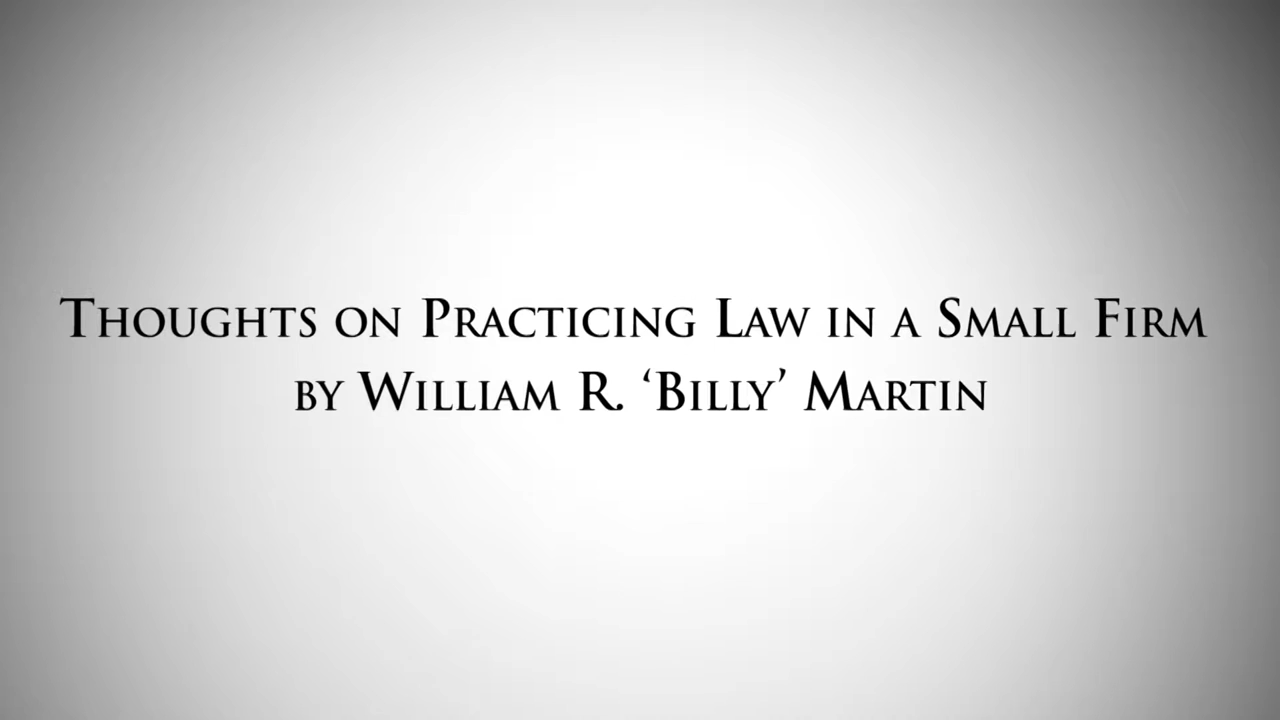 Thoughts on Practicing Law in a Small Firm
by William R. ‘Billy’ Martin